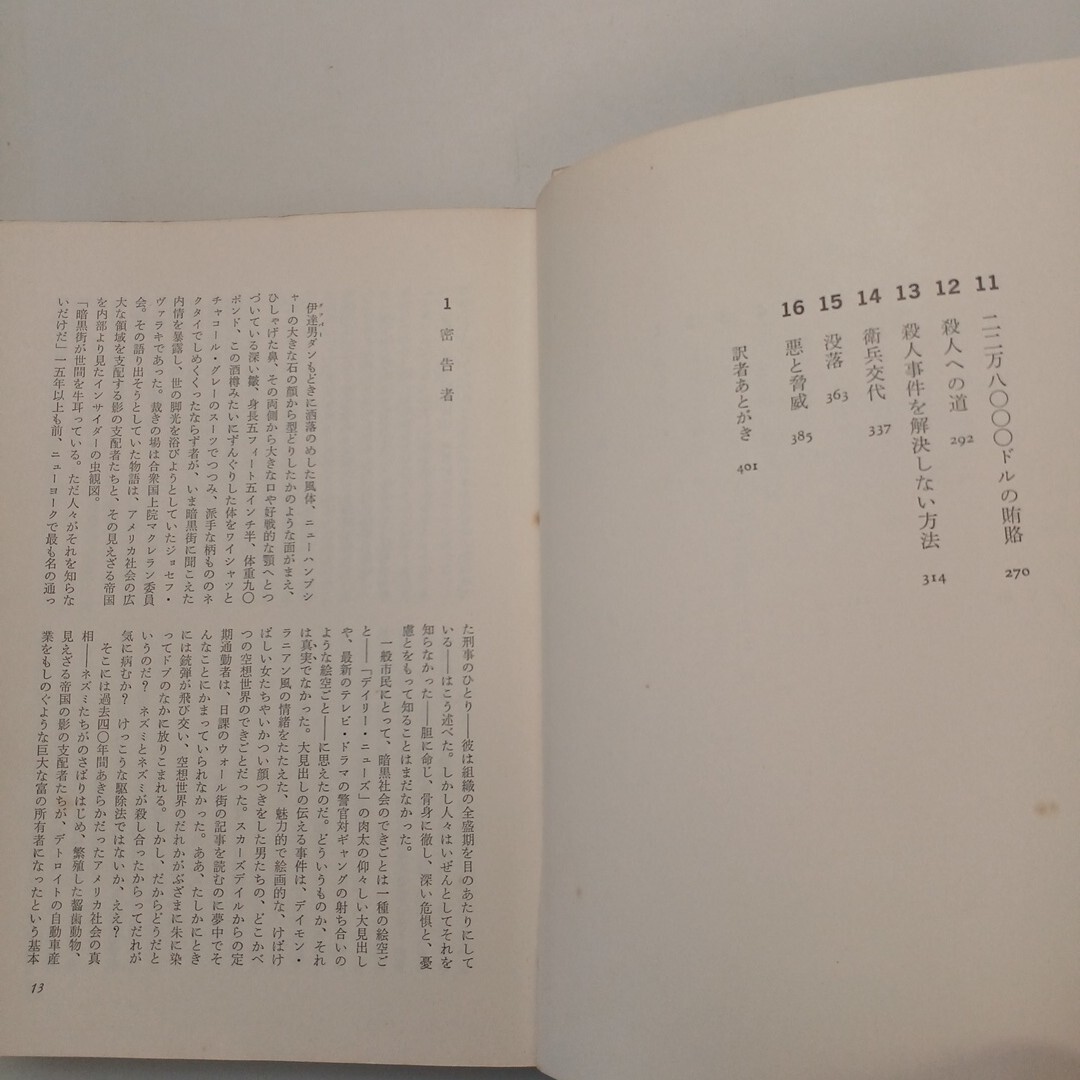 11 二二万八〇〇〇ドルの賄賂 270
12 殺人への道 292
13 殺人事件を解決しない方法 314
14 衛兵交代 337
15 没落 363
16 悪と脅威 385
訳者あとがき 401
1 密告者
伊達男ダンもどきに洒落のめした風体、ニューハンプシ
ャーの大きな石の顔から型どりしたかのような面がまえ、
ひしゃげた鼻、その両側から大きな口や好戦的な顎へとつ
づいている深い皺、身長五フィート五インチ半、体重九〇
ポンド、この酒樽みたいにずんぐりした体をワイシャツと
チャコール・グレーのスーツでつつみ、派手な柄もののネ
クタイでしめくくったならず者が、いま暗黒街に聞こえた
内情を暴露し、世の脚光を浴びようとしていたジョセフ・
ヴァラキであった。裁きの場は合衆国上院マクレラン委員
会。その語り出そうとしていた物語は、アメリカ社会の広
大な領域を支配する影の支配者たちと、その見えざる帝国
を内部より見たインサイダーの虫観図。
「暗黒街が世間を牛耳っている。ただ人々がそれを知らな
いだけだ」一五年以上も前、ニューヨークで最も名の通っ
た刑事のひとり――彼は組織の全盛期を目のあたりにして
いる――はこう述べた。しかし人々はいぜんとしてそれを
知らなかった――胆に命じ、骨身に徹し、深い危惧と、憂
慮とをもって知ることはまだなかった。
一般市民にとって、暗黒社会のできごとは一種の絵空ご
と――「デイリー・ニューズ」の肉太の仰々しい大見出し
や、最新のテレビ・ドラマの警官対ギャングの射ち合いの
ような絵空ごと――に思えたのだ。どういうものか、それ
は真実でなかった。大見出しの伝える事件は、デイモン・
ラニアン風の情緒をたたえた、魅力的で絵画的な、けばけ
ばしい女たちやいかつい顔つきをした男たちの、どこかべ
つの空想世界のできごとだった。スカーズデイルからの定
期通勤者は、日課のウォール街の記事を読むのに夢中でそ
んなことにかまっていられなかった。ああ、たしかにとき
には銃弾が飛び交い、空想世界のだれかがぶざまに朱に染
ってドブのなかに放りこまれる。しかし、だからどうだと
いうのだ？ ネズミとネズミが殺し合ったからってだれが
気に病むか？ けっこうな駆除法ではないか、ええ？
そこには過去四〇年間あきらかだったアメリカ社会の真
相――ネズミたちがのさばりはじめ、繁殖した齧歯動物、
見えざる帝国の影の支配者たちが、デトロイトの自動車産
業をもしのぐような巨大な富の所有者になったという基本
13